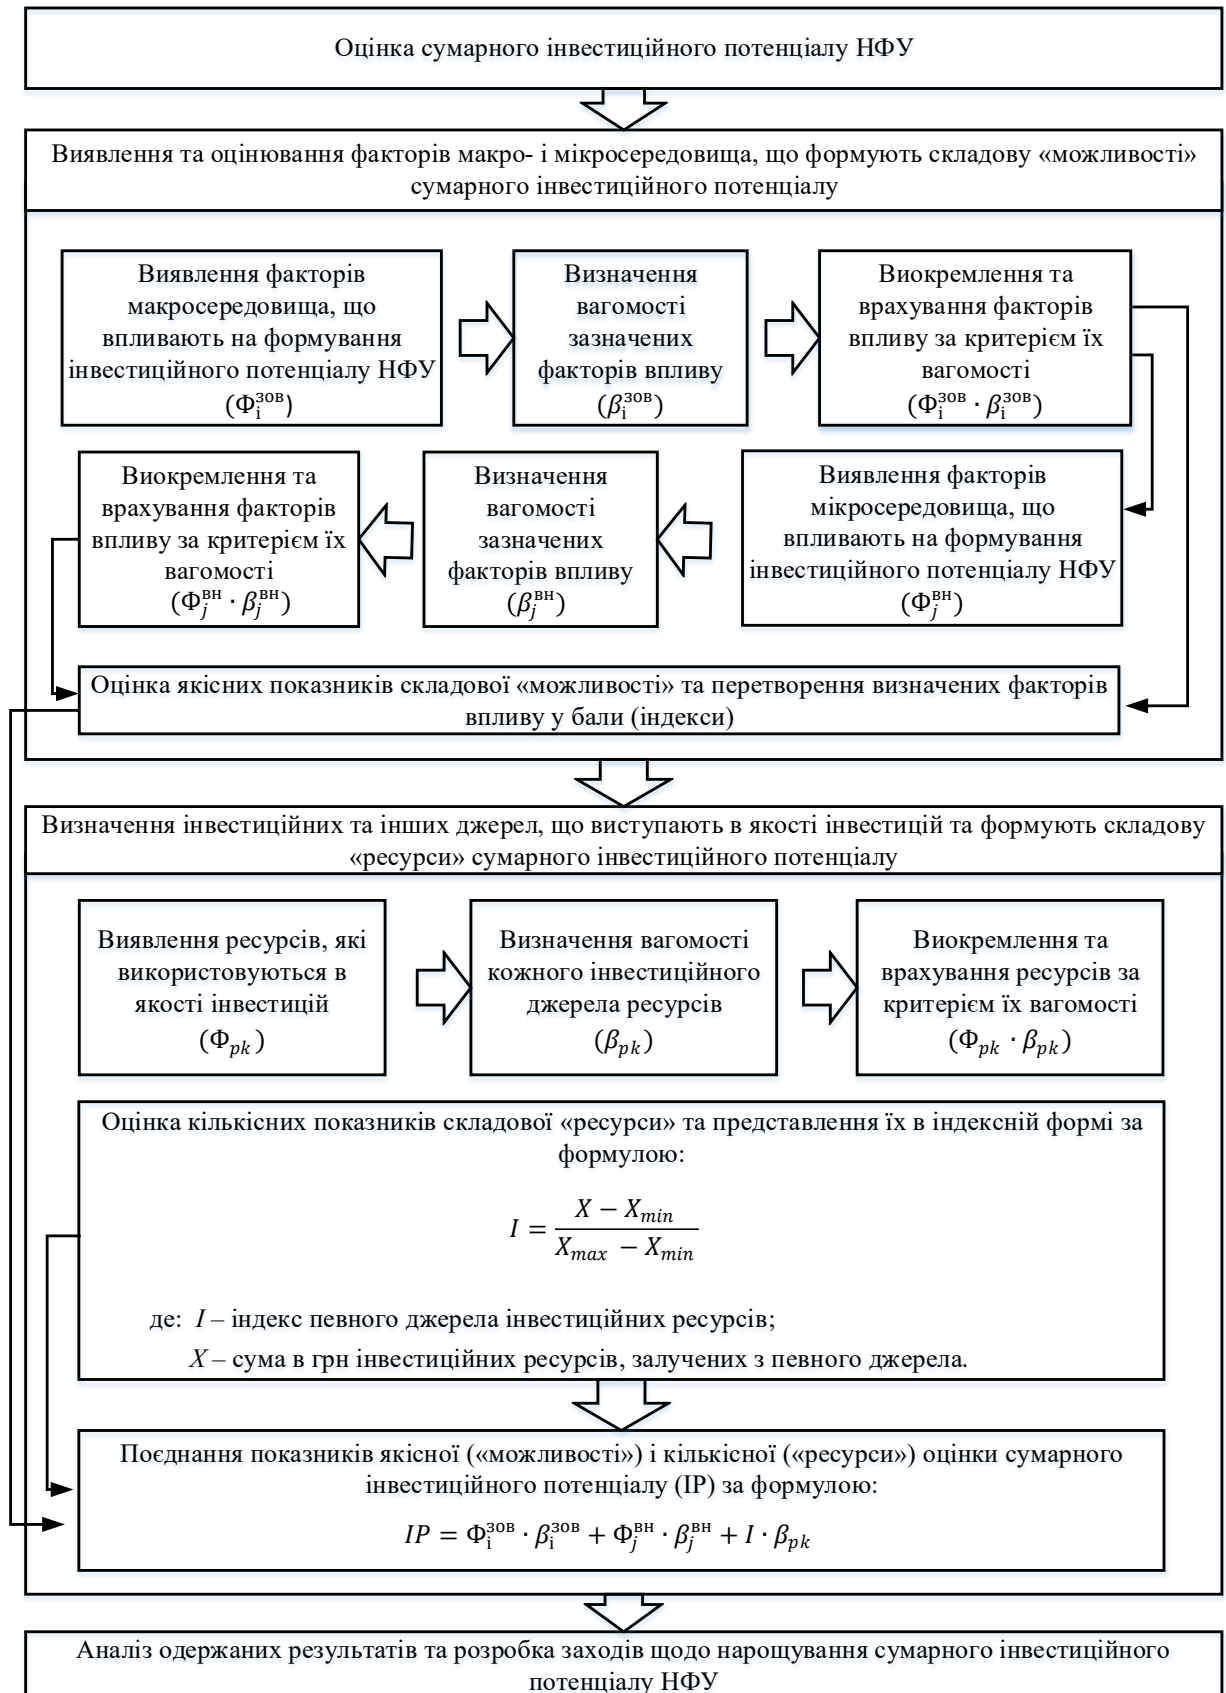 Оцінка сумарного інвестиційного потенціалу НФУ
Виявлення та оцінювання факторів макро- і мікросередовища, що формують складову «можливості»
сумарного інвестиційного потенціалу
Виявлення факторів
макросередовища, що
впливають на формування
інвестиційного потенціалу НФУ
(Φ_i^зов)
Визначення
вагомості
зазначених
факторів впливу
(β_i^зов)
Виокремлення та
врахування факторів
впливу за критерієм їх
вагомості
(Φ_i^зов · β_i^зов)
Виявлення факторів
мікросередовища, що
впливають на формування
інвестиційного потенціалу НФУ
(Φ_j^вн)
Визначення
вагомості
зазначених
факторів впливу
(β_j^вн)
Виокремлення та
врахування факторів
впливу за критерієм їх
вагомості
(Φ_j^вн · β_j^вн)
Оцінка якісних показників складової «можливості» та перетворення визначених факторів
впливу у бали (індекси)
Визначення інвестиційних та інших джерел, що виступають в якості інвестицій та формують складову
«ресурси» сумарного інвестиційного потенціалу
Виявлення ресурсів, які
використовуються в
якості інвестицій
(Φ_pk)
Визначення вагомості
кожного інвестиційного
джерела ресурсів
(β_pk)
Виокремлення та
врахування ресурсів за
критерієм їх вагомості
(Φ_pk · β_pk)
Оцінка кількісних показників складової «ресурси» та представлення їх в індексній формі за
формулою:
I = (X − X_min) / (X_max − X_min)
де: I – індекс певного джерела інвестиційних ресурсів;
X – сума в грн інвестиційних ресурсів, залучених з певного джерела.
Поєднання показників якісної («можливості») і кількісної («ресурси») оцінки сумарного
інвестиційного потенціалу (ІР) за формулою:
IP = Φ_i^зов · β_i^зов + Φ_j^вн · β_j^вн + I · β_pk
Аналіз одержаних результатів та розробка заходів щодо нарощування сумарного інвестиційного
потенціалу НФУ